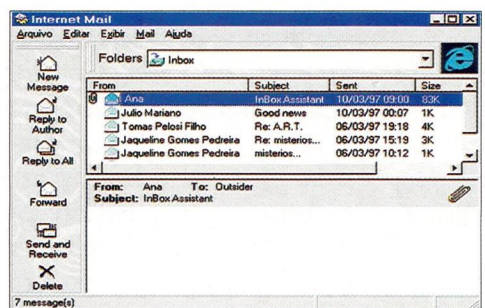 Internet Mail
Arquivo Editar Exibir Mail Ajuda
New Message
Reply to Author
Reply to All
Forward
Send and Receive
Delete
Folders Inbox
From Subject Sent Size
Ana InBox Assistant 10/03/97 09:00 83K
Julio Mariano Good news 10/03/97 00:07 1K
Tomas Pelosi Filho Re: A.R.T. 06/03/97 19:18 4K
Jaqueline Gomes Pedreira Re: misterios... 06/03/97 15:19 3K
Jaqueline Gomes Pedreira misterios... 06/03/97 10:12 1K
From: Ana To: Outsider
Subject: InBox Assistant
7 message(s)